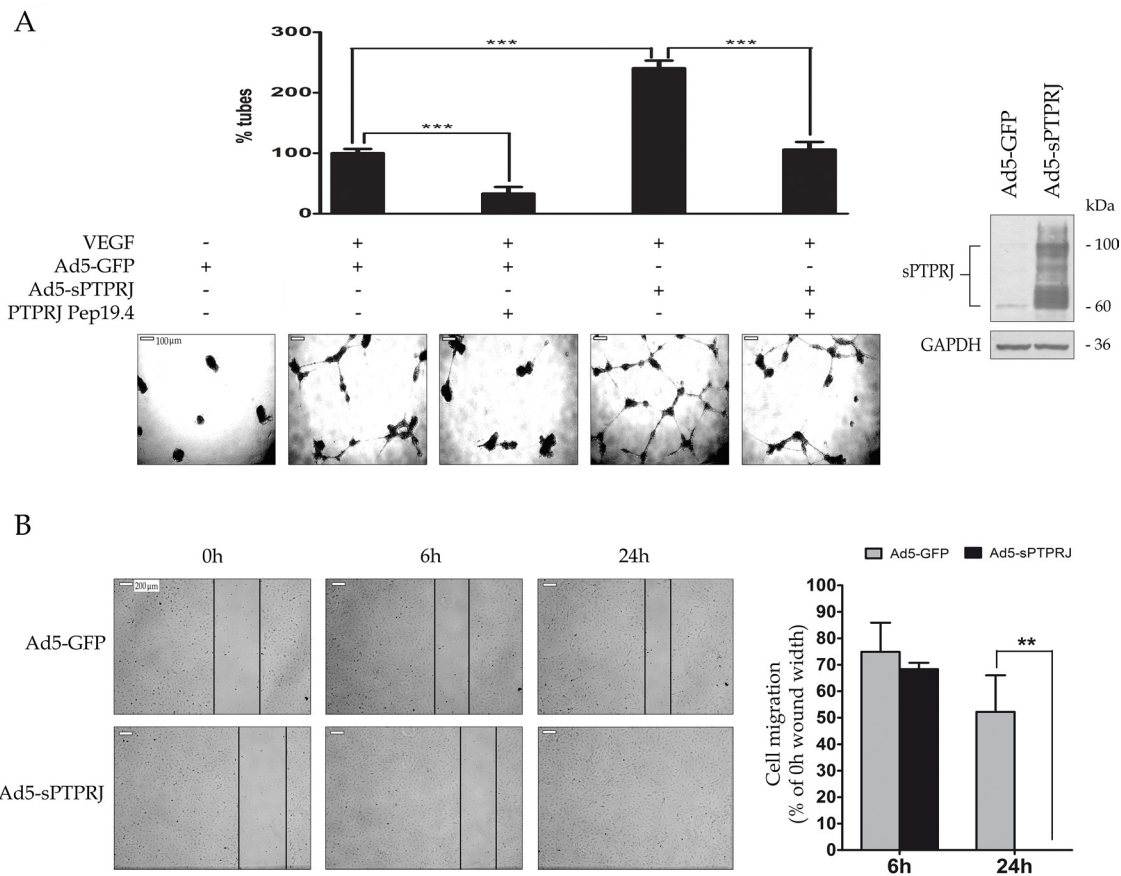 A
300
200
100
0
% tubes
***
***
***
VEGF - + + + +
Ad5-GFP + + + - -
Ad5-sPTPRJ - - - + +
PTPRJ Pep19.4 - - + - +
100µm
Ad5-GFP
Ad5-sPTPRJ
kDa
sPTPRJ
- 100
- 60
GAPDH
- 36
B
0h 6h 24h
Ad5-GFP
200µm
Ad5-sPTPRJ
Ad5-GFP Ad5-sPTPRJ
Cell migration
(% of 0h wound width)
100
90
80
70
60
50
40
30
20
10
0
**
6h 24h